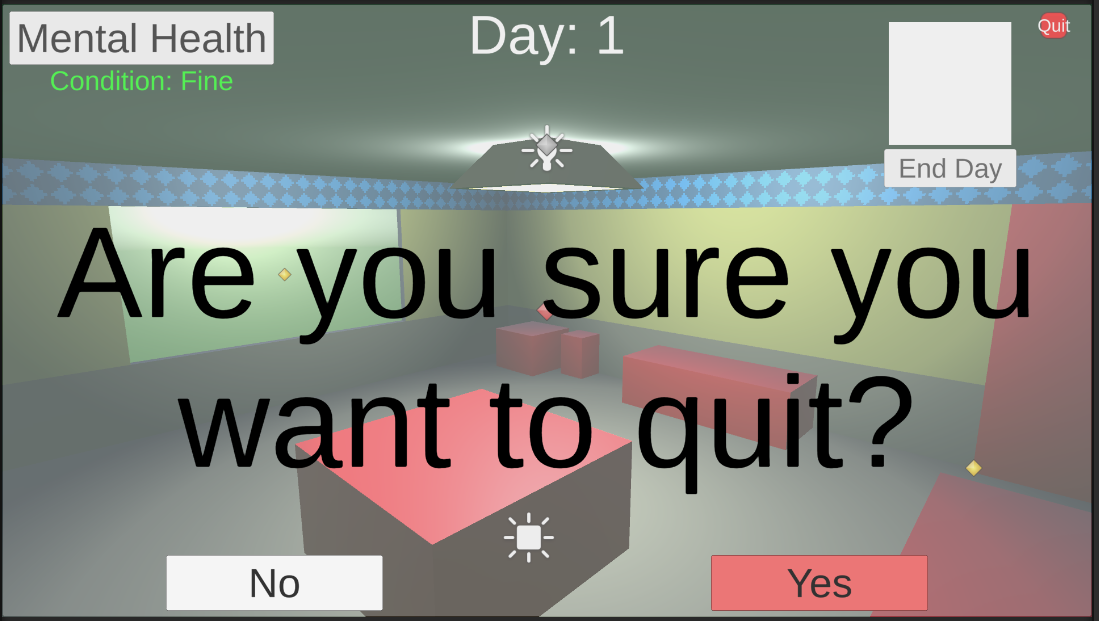 Mental Health
Condition: Fine
Day: 1
Quit
End Day
Are you sure you
want to quit?
No
Yes